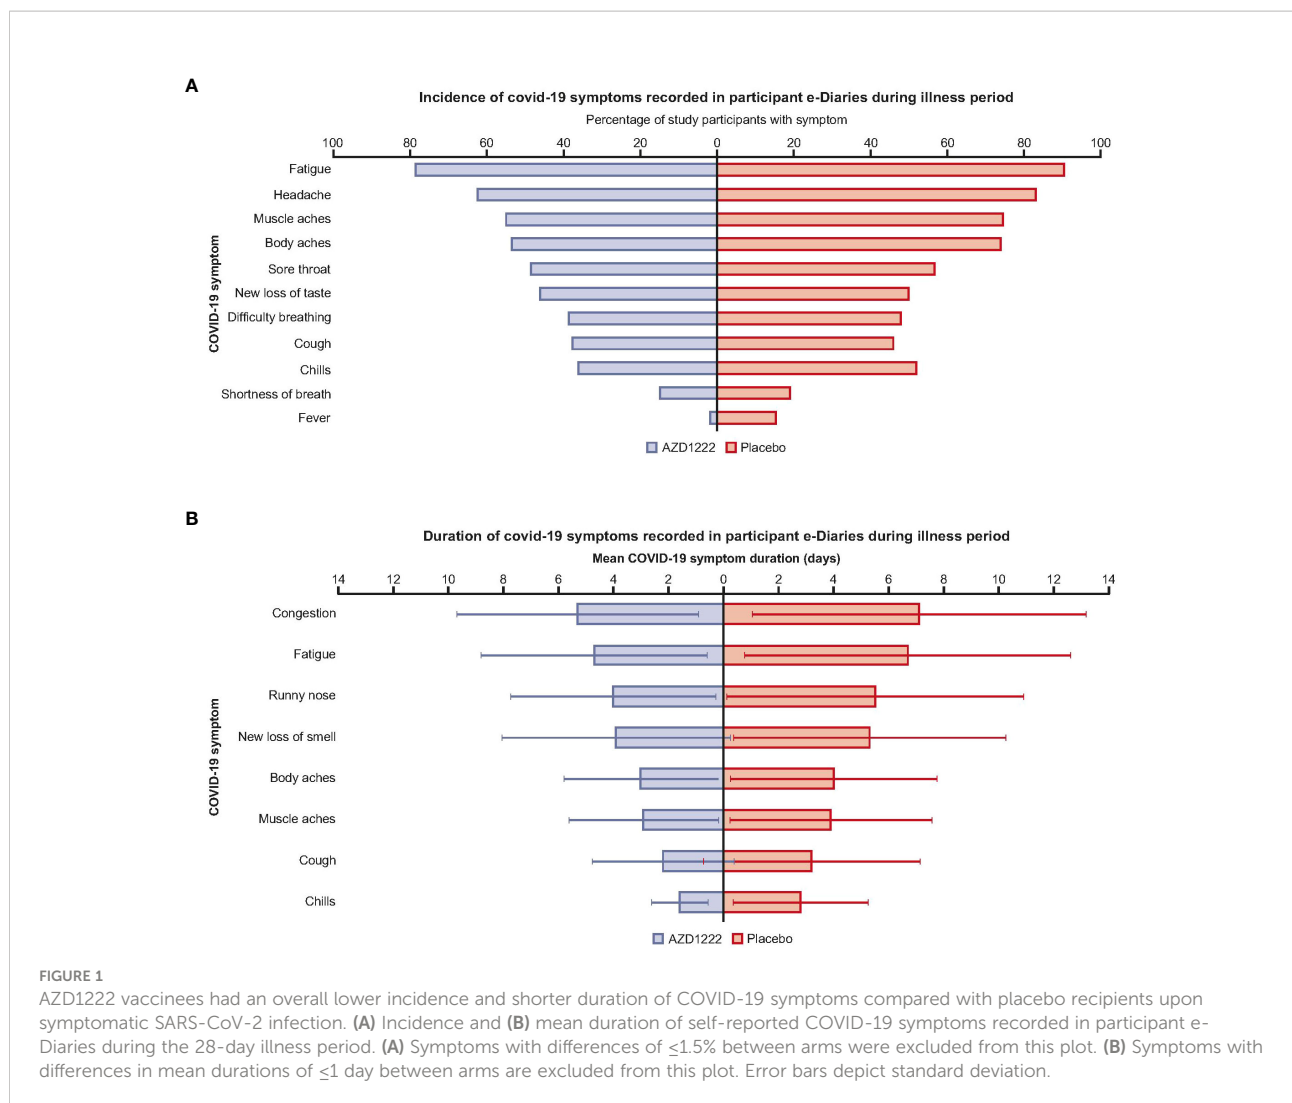 A
Incidence of covid-19 symptoms recorded in participant e-Diaries during illness period
Percentage of study participants with symptom
100 80 60 40 20 0 20 40 60 80 100
COVID-19 symptom
Fatigue
Headache
Muscle aches
Body aches
Sore throat
New loss of taste
Difficulty breathing
Cough
Chills
Shortness of breath
Fever
AZD1222 Placebo
B
Duration of covid-19 symptoms recorded in participant e-Diaries during illness period
Mean COVID-19 symptom duration (days)
14 12 10 8 6 4 2 0 2 4 6 8 10 12 14
COVID-19 symptom
Congestion
Fatigue
Runny nose
New loss of smell
Body aches
Muscle aches
Cough
Chills
AZD1222 Placebo
FIGURE 1
AZD1222 vaccinees had an overall lower incidence and shorter duration of COVID-19 symptoms compared with placebo recipients upon
symptomatic SARS-CoV-2 infection. (A) Incidence and (B) mean duration of self-reported COVID-19 symptoms recorded in participant e-
Diaries during the 28-day illness period. (A) Symptoms with differences of ≤1.5% between arms were excluded from this plot. (B) Symptoms with
differences in mean durations of ≤1 day between arms are excluded from this plot. Error bars depict standard deviation.